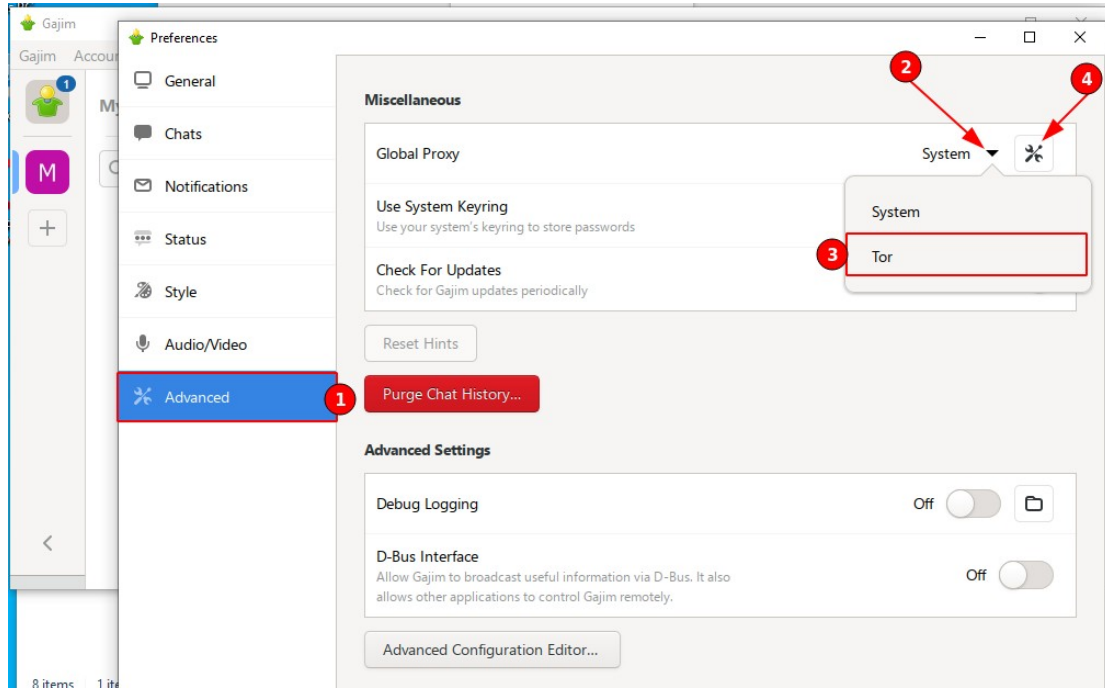 Gajim
Preferences
Gajim Accour
General
1
2
4
My
Miscellaneous
Chats
Global Proxy
System
M
Notifications
Use System Keyring
Use your system's keyring to store passwords
System
Status
Check For Updates
Check for Gajim updates periodically
3
Tor
Style
Audio/Video
Reset Hints
Advanced
1
Purge Chat History...
Advanced Settings
Debug Logging
Off
D-Bus Interface
Allow Gajim to broadcast useful information via D-Bus. It also
allows other applications to control Gajim remotely.
Off
Advanced Configuration Editor...
8 items 1 ite